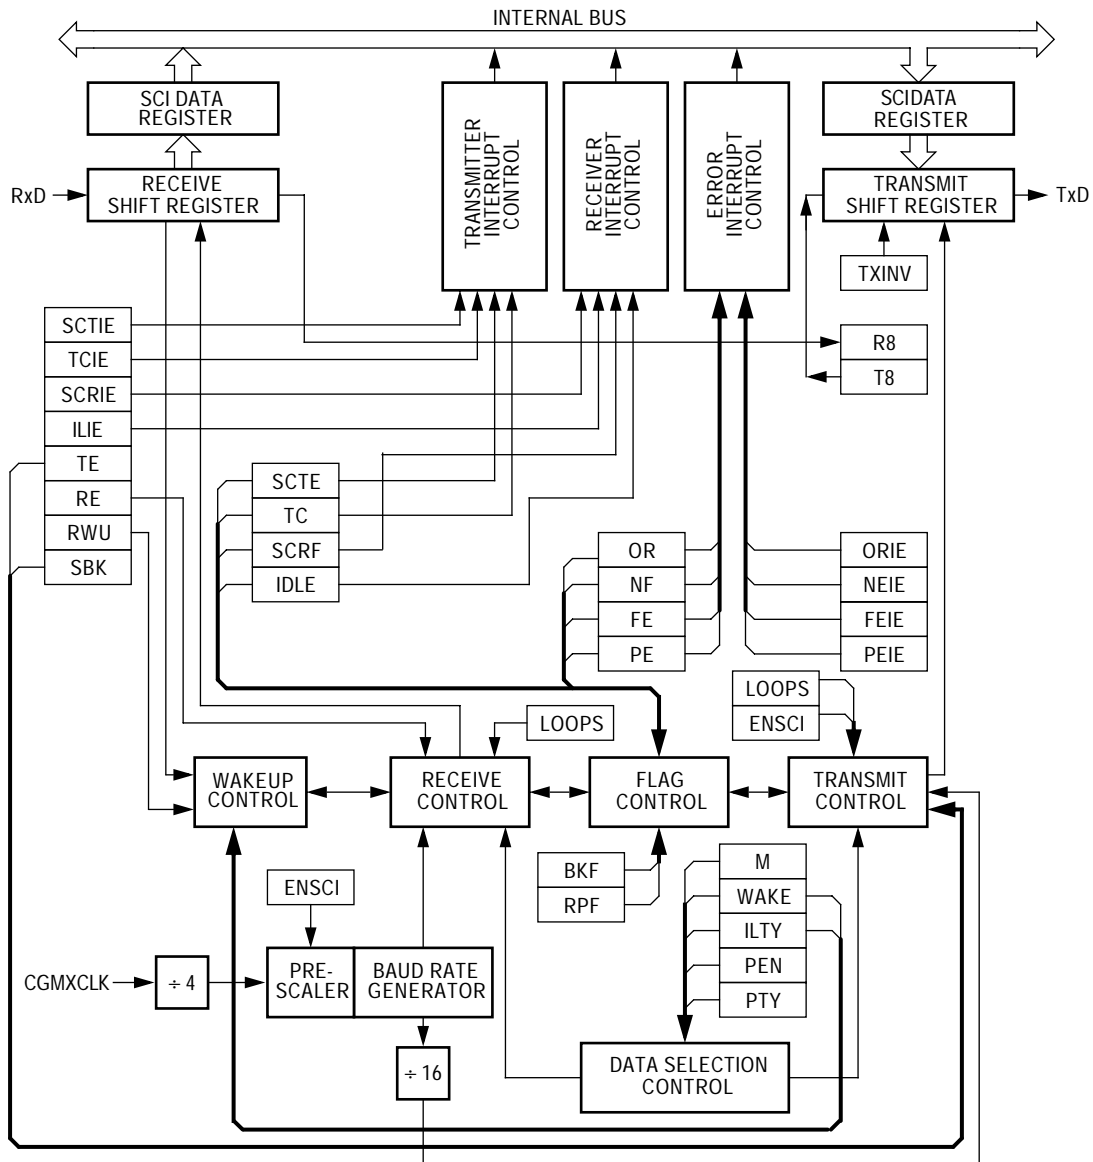 INTERNAL BUS
SCI DATA
REGISTER
SCIDATA
REGISTER
TRANSMITTER
INTERRUPT
CONTROL
RECEIVER
INTERRUPT
CONTROL
ERROR
INTERRUPT
CONTROL
RxD
RECEIVE
SHIFT REGISTER
TRANSMIT
SHIFT REGISTER
TxD
TXINV
SCTIE
TCIE
SCRIE
ILIE
TE
RE
RWU
SBK
R8
T8
SCTE
TC
SCRF
IDLE
OR
NF
FE
PE
ORIE
NEIE
FEIE
PEIE
LOOPS
LOOPS
ENSCI
WAKEUP
CONTROL
RECEIVE
CONTROL
FLAG
CONTROL
TRANSMIT
CONTROL
BKF
RPF
M
WAKE
ILTY
PEN
PTY
ENSCI
CGMXCLK
÷ 4
PRE-
SCALER
BAUD RATE
GENERATOR
÷ 16
DATA SELECTION
CONTROL